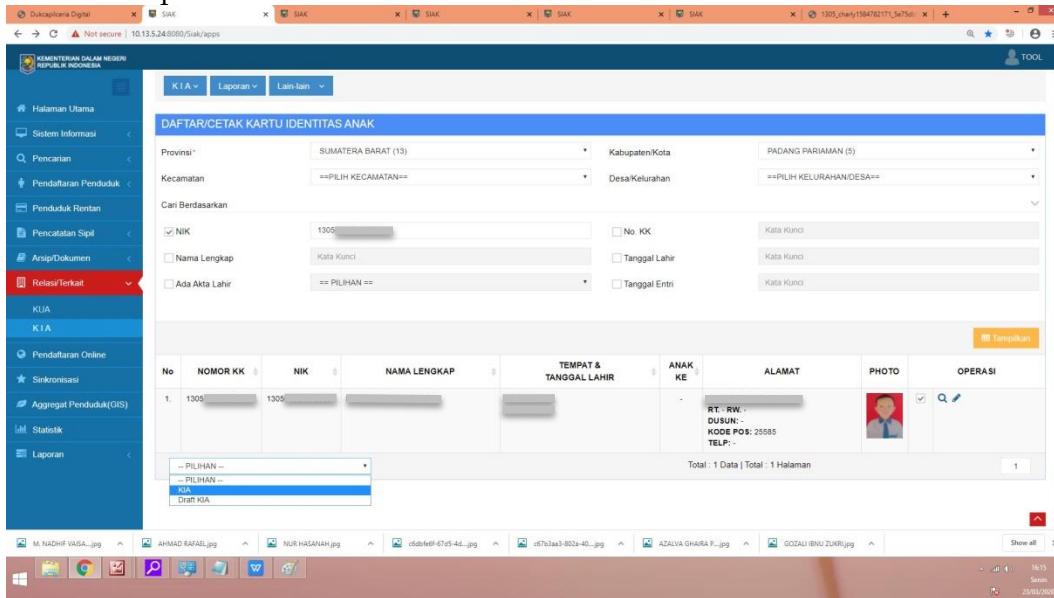 Dukcapilceria Digital
SIAK
SIAK
SIAK
SIAK
SIAK
1305_charly1584782171_5e75d
Not secure | 10.13.5.24:8080/Siak/apps
KEMENTERIAN DALAM NEGERI
REPUBLIK INDONESIA
TOOL
K I A
Laporan
Lain-lain
Halaman Utama
Sistem Informasi
Pencarian
Pendaftaran Penduduk
Penduduk Rentan
Pencatatan Sipil
Arsip/Dokumen
Relasi/Terkait
KUA
K I A
Pendaftaran Online
Sinkronisasi
Aggregat Penduduk(GIS)
Statistik
Laporan
DAFTAR/CETAK KARTU IDENTITAS ANAK
Provinsi* SUMATERA BARAT (13) Kabupaten/Kota PADANG PARIAMAN (5)
Kecamatan ==PILIH KECAMATAN== Desa/Kelurahan ==PILIH KELURAHAN/DESA==
Cari Berdasarkan
NIK 1305 No. KK Kata Kunci
Nama Lengkap Kata Kunci Tanggal Lahir Kata Kunci
Ada Akta Lahir == PILIHAN == Tanggal Entri Kata Kunci
Tampilkan
No NOMOR KK NIK NAMA LENGKAP TEMPAT & TANGGAL LAHIR ANAK KE ALAMAT PHOTO OPERASI
1. 1305 1305 -
RT. - RW. -
DUSUN: -
KODE POS: 25585
TELP: -
-- PILIHAN -- Total : 1 Data | Total : 1 Halaman 1
-- PILIHAN --
KIA
Draft KIA
M. NADHIF VAISA....jpg
AHMAD RAFAEL.jpg
NUR HASANAH.jpg
c6dbfe6f-67d5-4d....jpg
c67b3aa3-802a-40....jpg
AZALVA GHAIRA P....jpg
GOZALI IBNU ZUKRI.jpg
Show all
16:15
Senin
23/03/2020